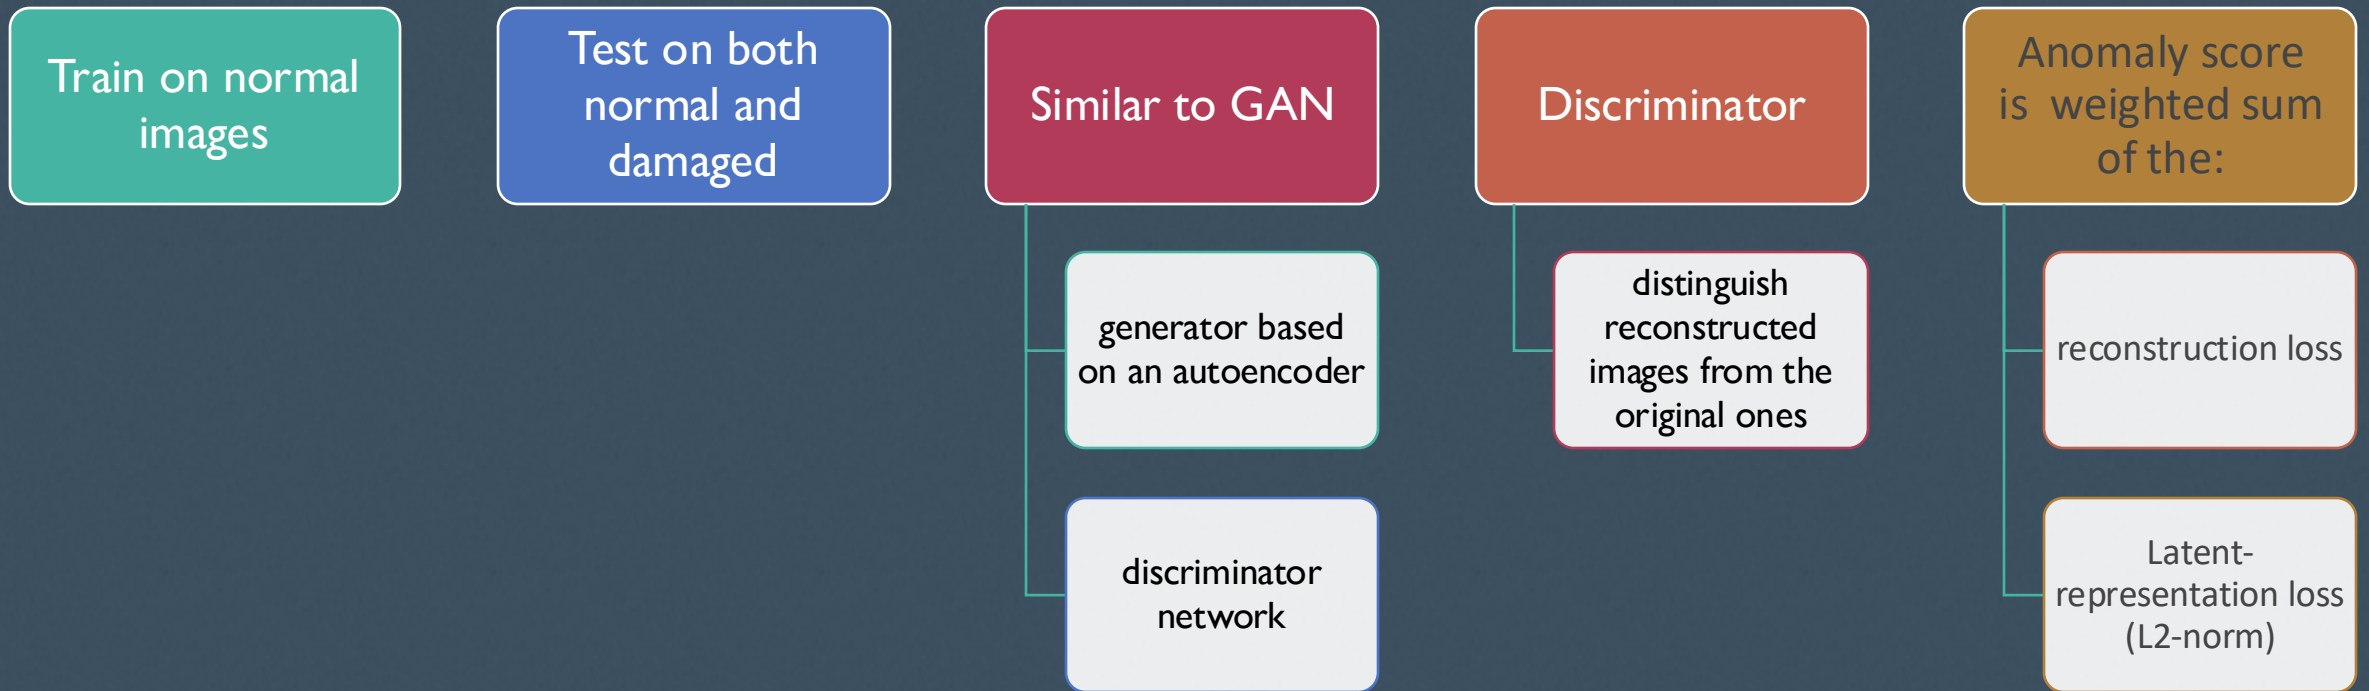 Train on normal
images
Test on both
normal and
damaged
Similar to GAN
generator based
on an autoencoder
discriminator
network
Discriminator
distinguish
reconstructed
images from the
original ones
Anomaly score
is  weighted sum
of the:
reconstruction loss
Latent-
representation loss
(L2-norm)